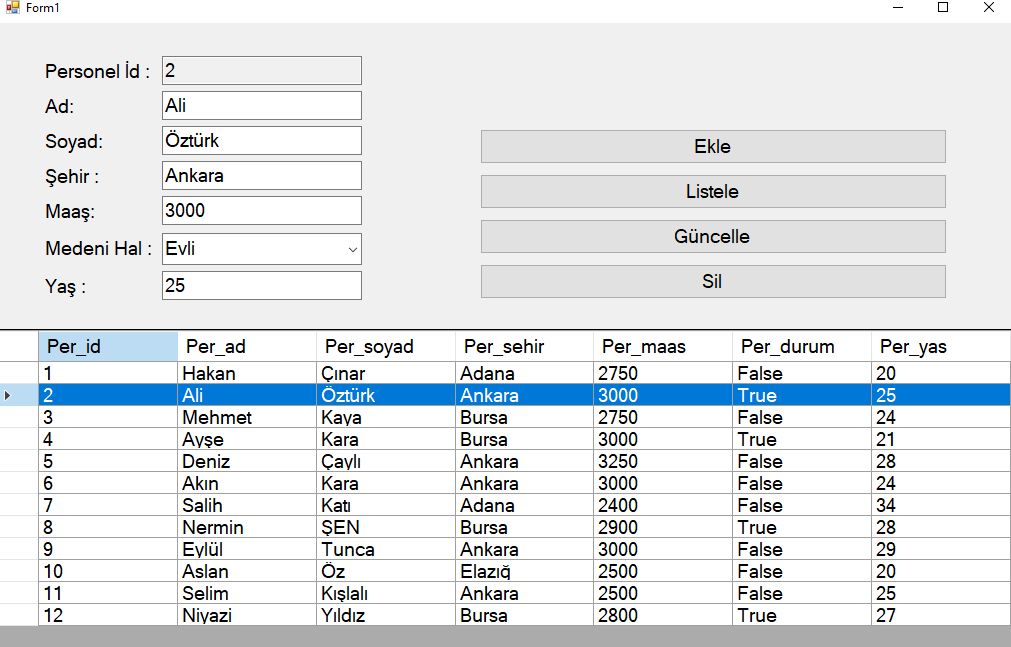 Form1
Personel İd : 2
Ad: Ali
Soyad: Öztürk
Şehir : Ankara
Maaş: 3000
Medeni Hal : Evli
Yaş : 25
Ekle
Listele
Güncelle
Sil
Per_id Per_ad Per_soyad Per_sehir Per_maas Per_durum Per_yas
1 Hakan Çınar Adana 2750 False 20
2 Ali Öztürk Ankara 3000 True 25
3 Mehmet Kaya Bursa 2750 False 24
4 Ayşe Kara Bursa 3000 True 21
5 Deniz Çaylı Ankara 3250 False 28
6 Akın Kara Ankara 3000 False 24
7 Salih Katı Adana 2400 False 34
8 Nermin ŞEN Bursa 2900 True 28
9 Eylül Tunca Ankara 3000 False 29
10 Aslan Öz Elazığ 2500 False 20
11 Selim Kışlalı Ankara 2500 False 25
12 Niyazi Yıldız Bursa 2800 True 27